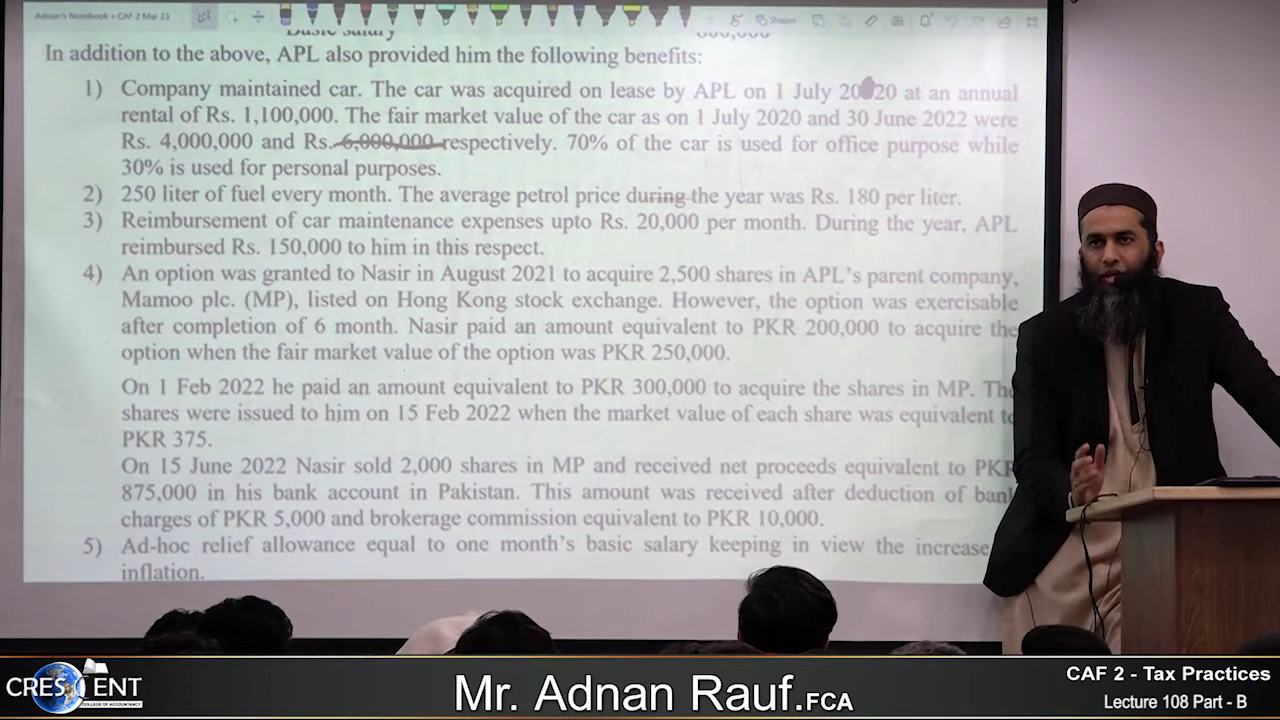 Adnan's Notebook » CAF 2 Mar 23
Shapes
Basic salary
In addition to the above, APL also provided him the following benefits:
1) Company maintained car. The car was acquired on lease by APL on 1 July 2020 at an annual
rental of Rs. 1,100,000. The fair market value of the car as on 1 July 2020 and 30 June 2022 were
Rs. 4,000,000 and Rs. 6,000,000 respectively. 70% of the car is used for office purpose while
30% is used for personal purposes.
2) 250 liter of fuel every month. The average petrol price during the year was Rs. 180 per liter.
3) Reimbursement of car maintenance expenses upto Rs. 20,000 per month. During the year, APL
reimbursed Rs. 150,000 to him in this respect.
4) An option was granted to Nasir in August 2021 to acquire 2,500 shares in APL's parent company,
Mamoo plc. (MP), listed on Hong Kong stock exchange. However, the option was exercisable
after completion of 6 month. Nasir paid an amount equivalent to PKR 200,000 to acquire the
option when the fair market value of the option was PKR 250,000.
On 1 Feb 2022 he paid an amount equivalent to PKR 300,000 to acquire the shares in MP. The
shares were issued to him on 15 Feb 2022 when the market value of each share was equivalent to
PKR 375.
On 15 June 2022 Nasir sold 2,000 shares in MP and received net proceeds equivalent to PKR
875,000 in his bank account in Pakistan. This amount was received after deduction of bank
charges of PKR 5,000 and brokerage commission equivalent to PKR 10,000.
5) Ad-hoc relief allowance equal to one month's basic salary keeping in view the increase
inflation.
CRESCENT
COLLEGE OF ACCOUNTANCY
Mr. Adnan Rauf.FCA
CAF 2 - Tax Practices
Lecture 108 Part - B